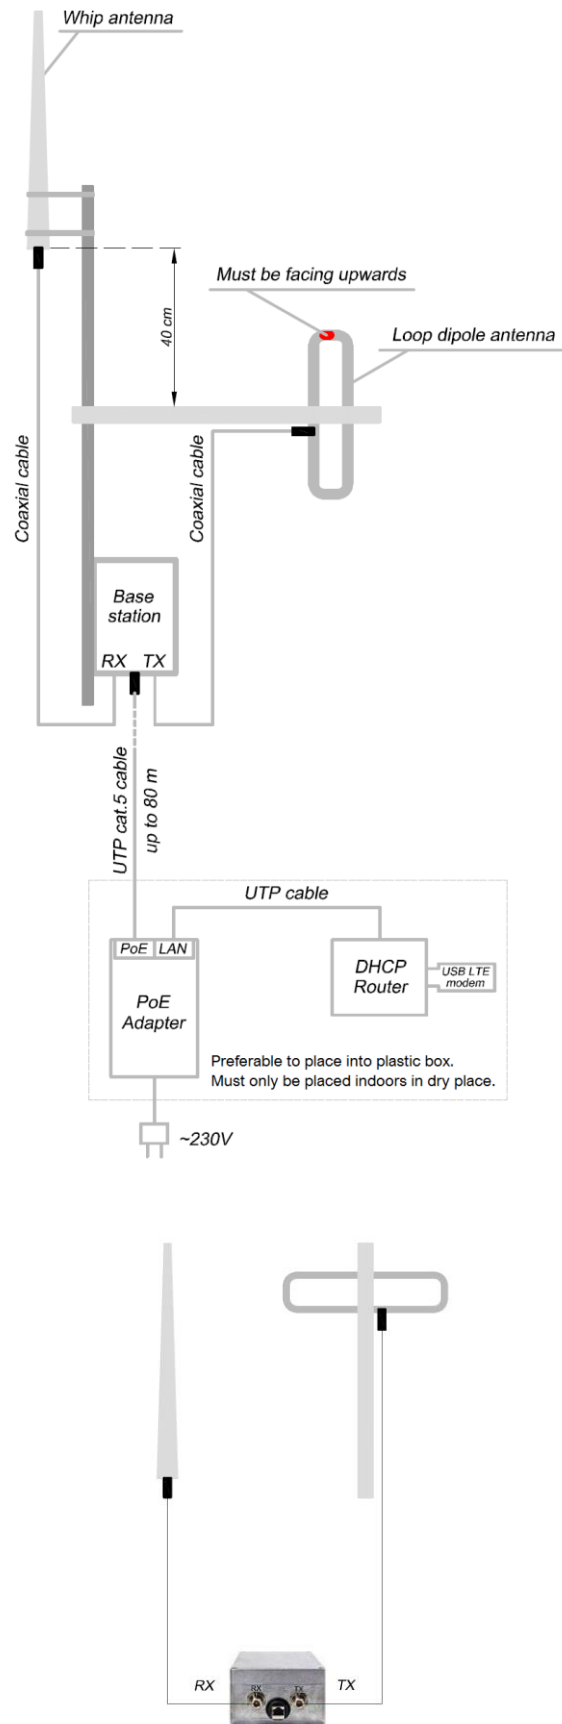 Whip antenna
40 cm
Must be facing upwards
Loop dipole antenna
Coaxial cable
Coaxial cable
Base
station
RX TX
UTP cat.5 cable
up to 80 m
UTP cable
PoE LAN
PoE
Adapter
DHCP
Router
USB LTE
modem
Preferable to place into plastic box.
Must only be placed indoors in dry place.
~230V
RX
RX
TX
TX